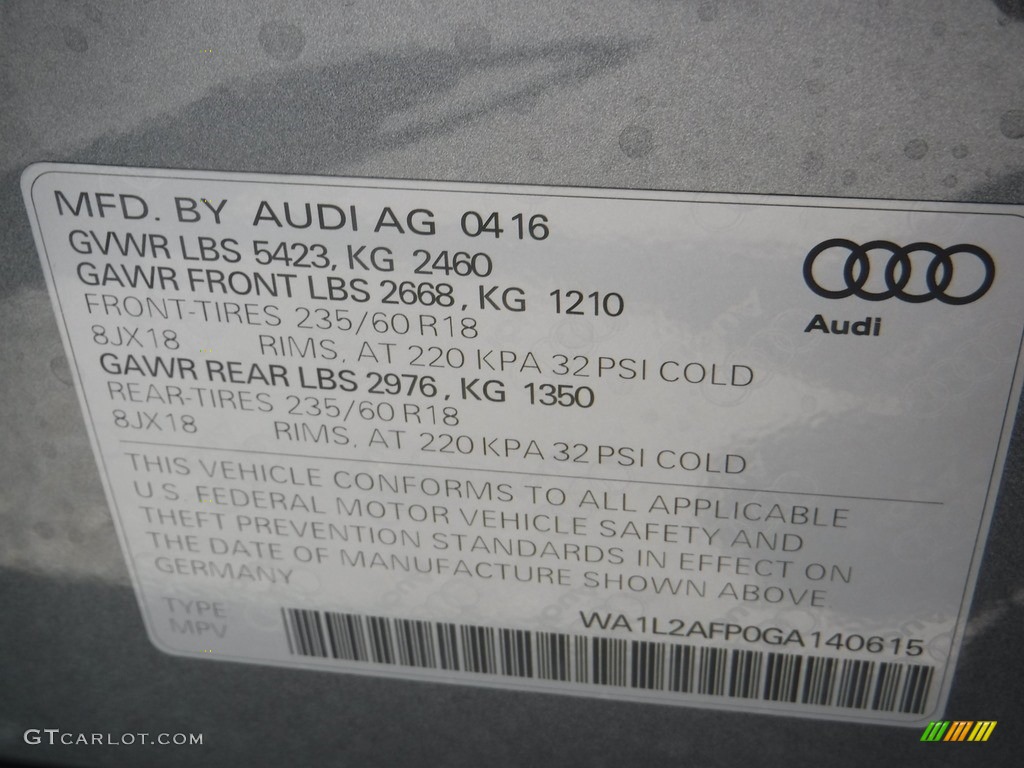 MFD. BY AUDI AG 04 16
GVWR LBS 5423, KG 2460
GAWR FRONT LBS 2668, KG 1210
FRONT-TIRES 235/60 R18
8JX18 RIMS, AT 220 KPA 32 PSI COLD
GAWR REAR LBS 2976, KG 1350
REAR-TIRES 235/60 R18
8JX18 RIMS, AT 220 KPA 32 PSI COLD
Audi
THIS VEHICLE CONFORMS TO ALL APPLICABLE
U.S. FEDERAL MOTOR VEHICLE SAFETY AND
THEFT PREVENTION STANDARDS IN EFFECT ON
THE DATE OF MANUFACTURE SHOWN ABOVE
GERMANY
WA1L2AFP0GA140615
TYPE
MPV
GTCARLOT.COM